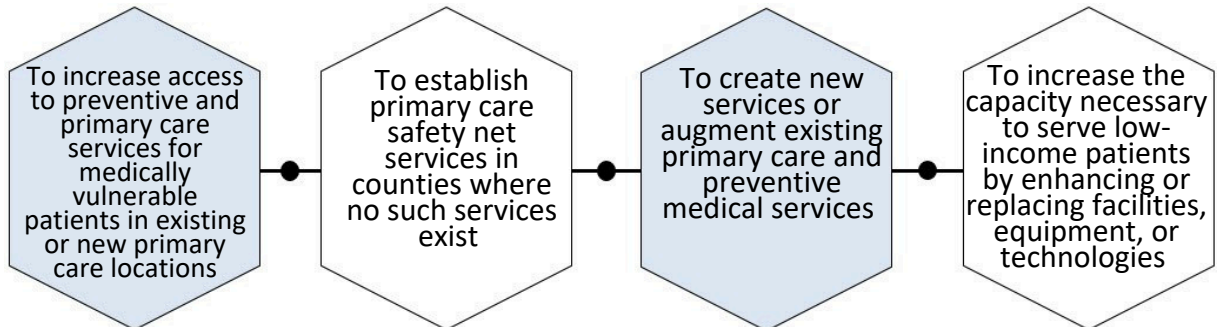 To increase access
to preventive and
primary care
services for
medically
vulnerable
patients in existing
or new primary
care locations
To establish
primary care
safety net
services in
counties where
no such services
exist
To create new
services or
augment existing
primary care and
preventive
medical services
To increase the
capacity necessary
to serve low-
income patients
by enhancing or
replacing facilities,
equipment, or
technologies